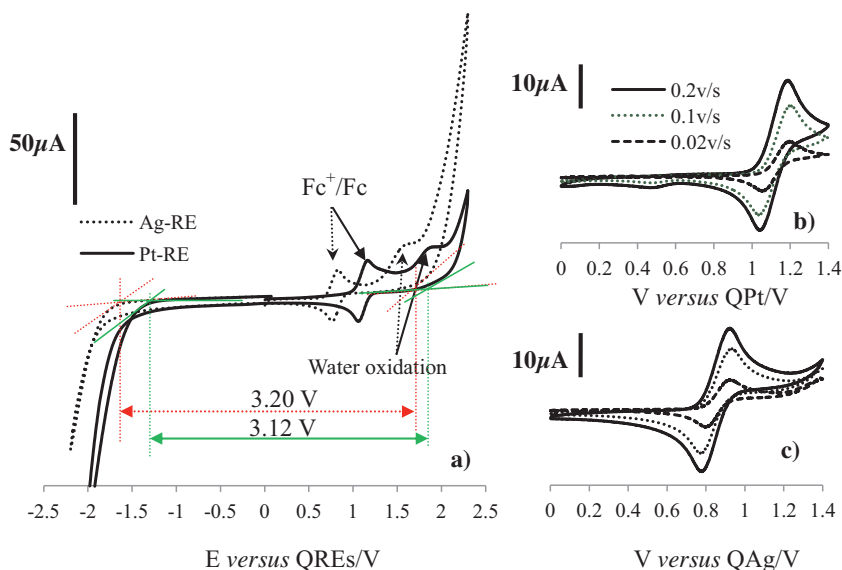 50µA
Ag-RE
Pt-RE
Fc⁺/Fc
Water oxidation
3.20 V
3.12 V
a)
-2.5 -2 -1.5 -1 -0.5 0 0.5 1 1.5 2 2.5
E versus QREs/V
10µA
0.2v/s
0.1v/s
0.02v/s
b)
0 0.2 0.4 0.6 0.8 1 1.2 1.4
V versus QPt/V
10µA
c)
0 0.2 0.4 0.6 0.8 1 1.2 1.4
V versus QAg/V